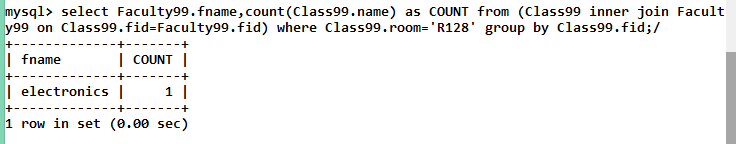 mysql> select Faculty99.fname,count(Class99.name) as COUNT from (Class99 inner join Facult
y99 on Class99.fid=Faculty99.fid) where Class99.room='R128' group by Class99.fid;/
+-------------+-------+
| fname       | COUNT |
+-------------+-------+
| electronics |     1 |
+-------------+-------+
1 row in set (0.00 sec)